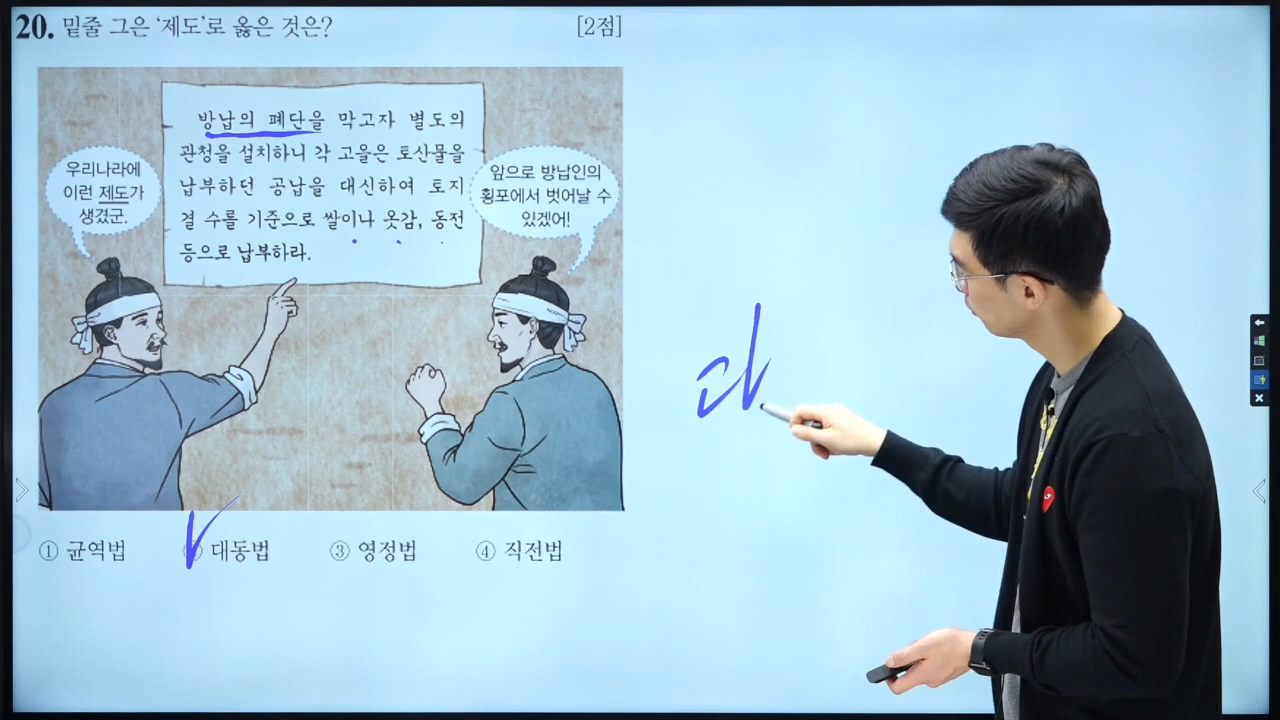 20. 밑줄 그은 ‘제도’로 옳은 것은? [2점]
방납의 폐단을 막고자 별도의
관청을 설치하니 각 고을은 토산물을
납부하던 공납을 대신하여 토지
결 수를 기준으로 쌀이나 옷감, 동전
등으로 납부하라.
우리나라에
이런 제도가
생겼군.
앞으로 방납인의
횡포에서 벗어날 수
있겠어!
① 균역법 ② 대동법 ③ 영정법 ④ 직전법
과